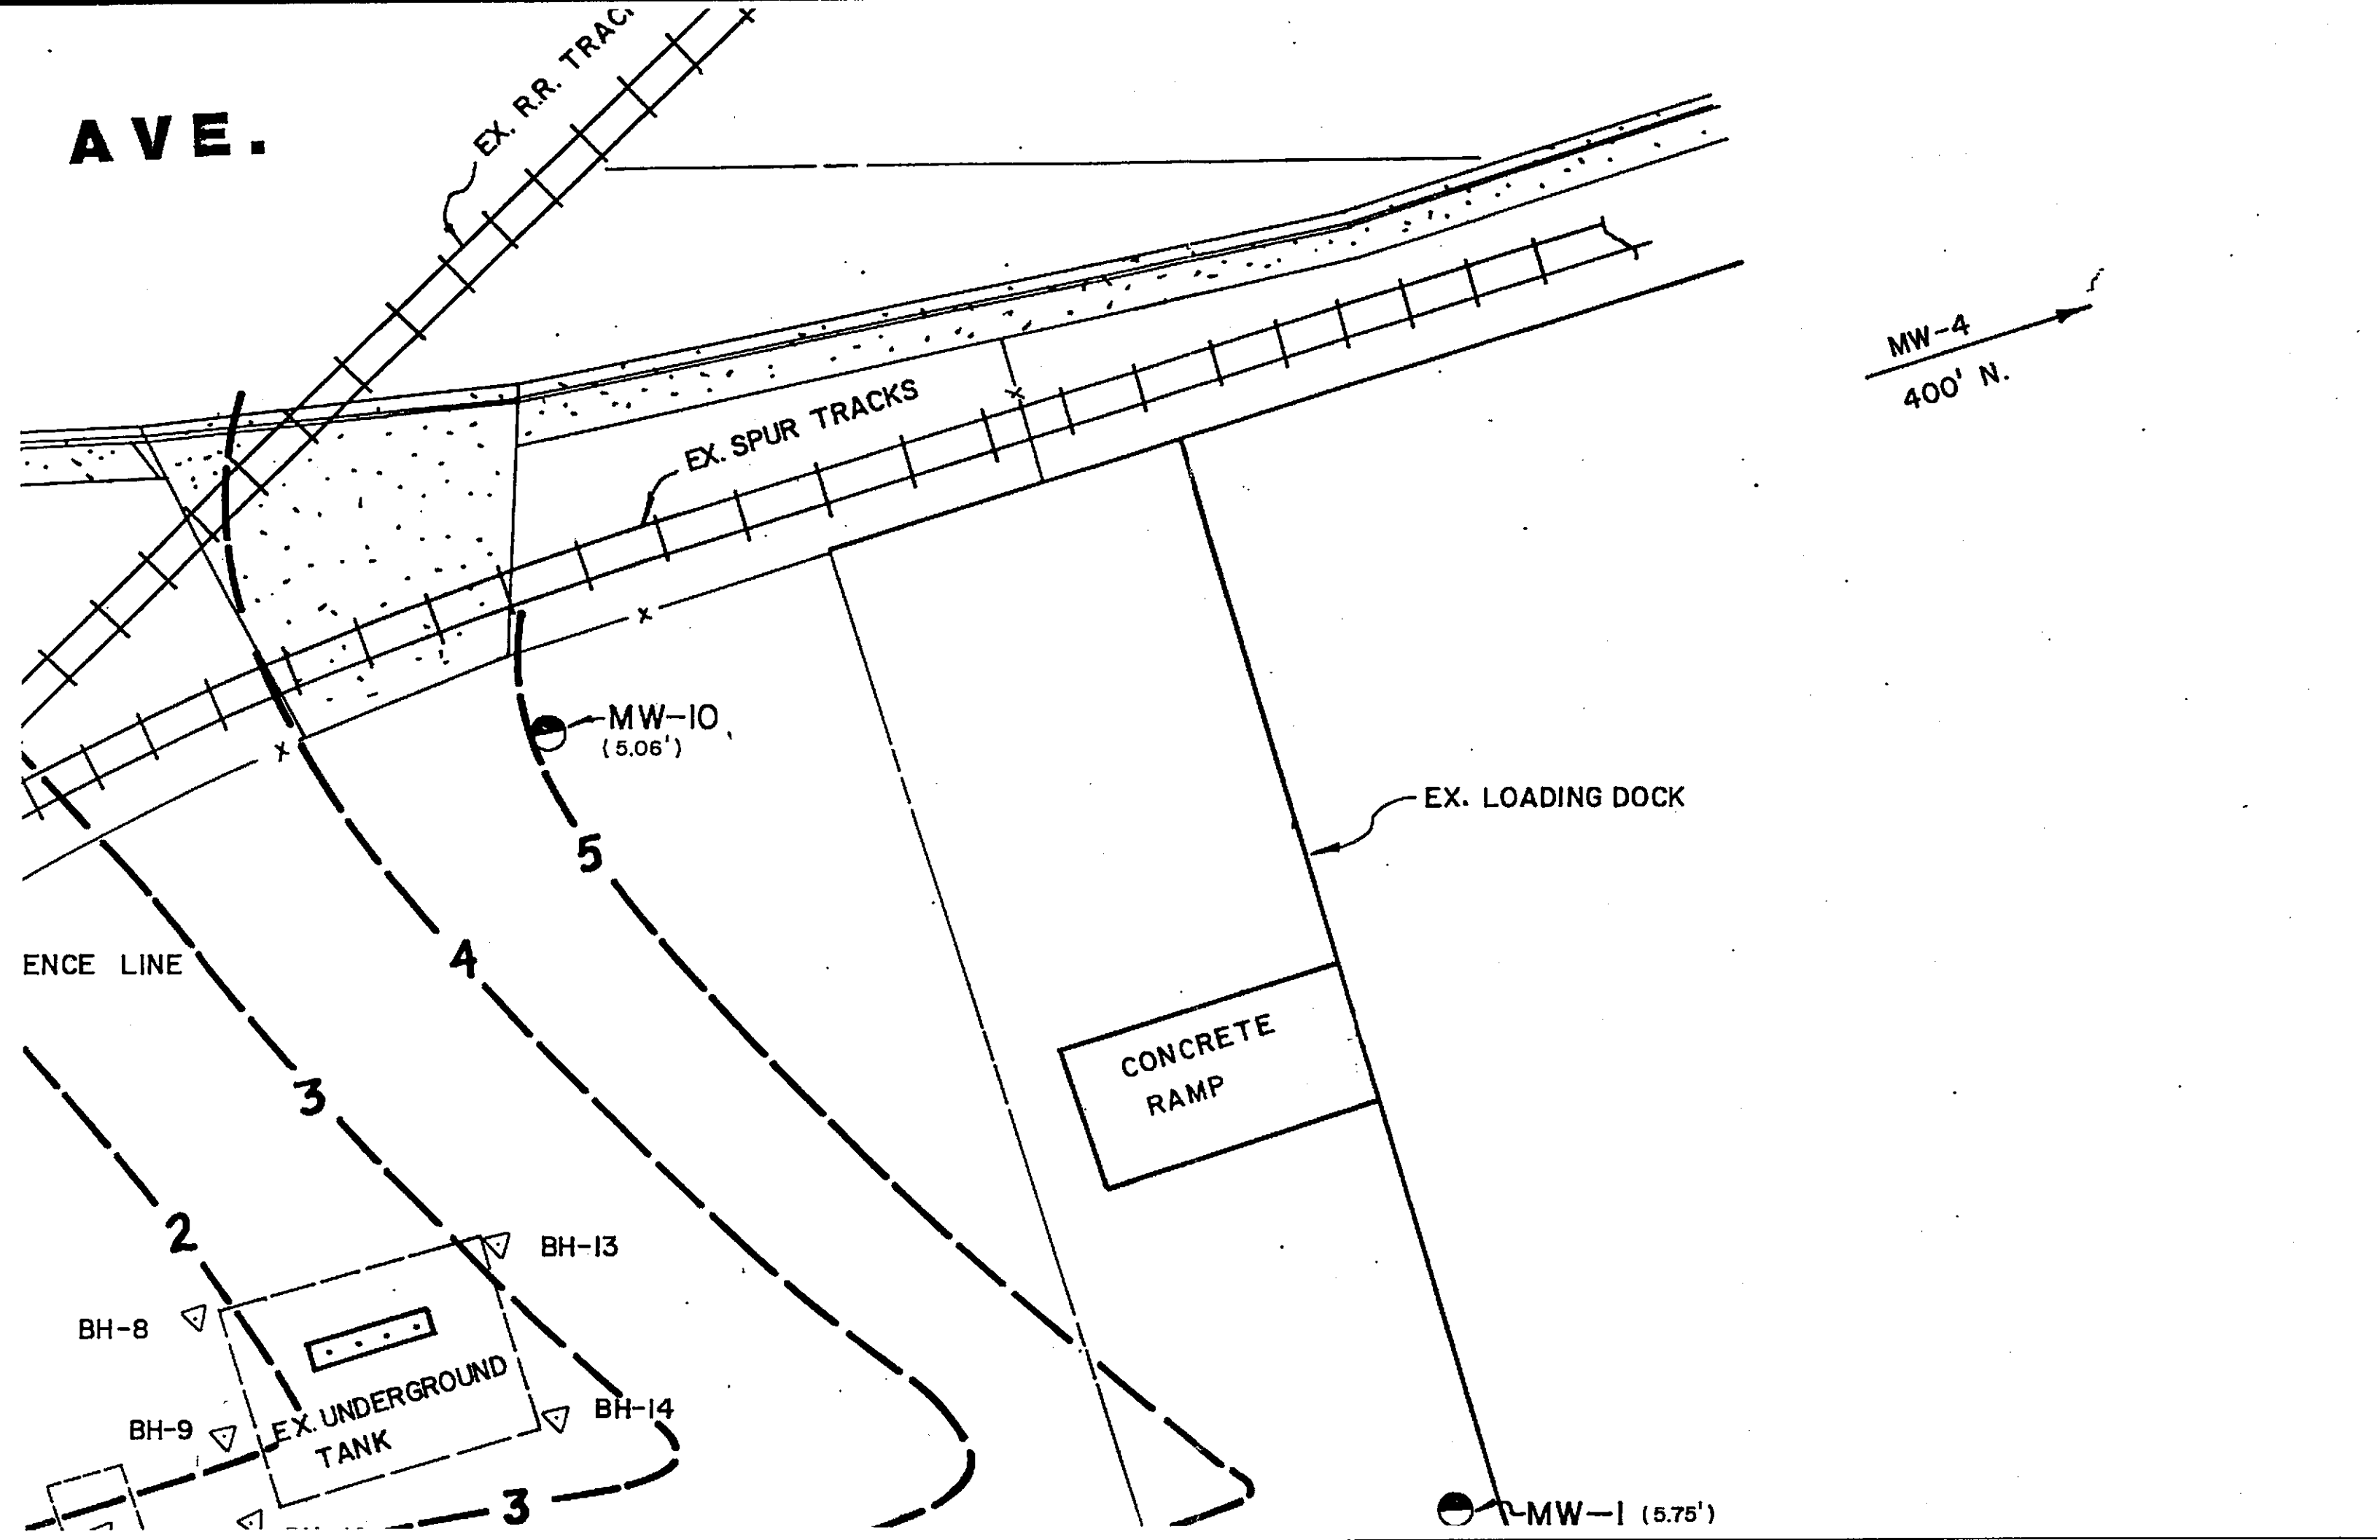 AVE.
EX. R.R. TRAC
MW-4
400' N.
EX. SPUR TRACKS
MW-10
(5.06')
EX. LOADING DOCK
5
4
ENCE LINE
CONCRETE
RAMP
3
2
BH-13
BH-8
EX. UNDERGROUND
TANK
BH-14
BH-9
3
MW-1 (5.75')